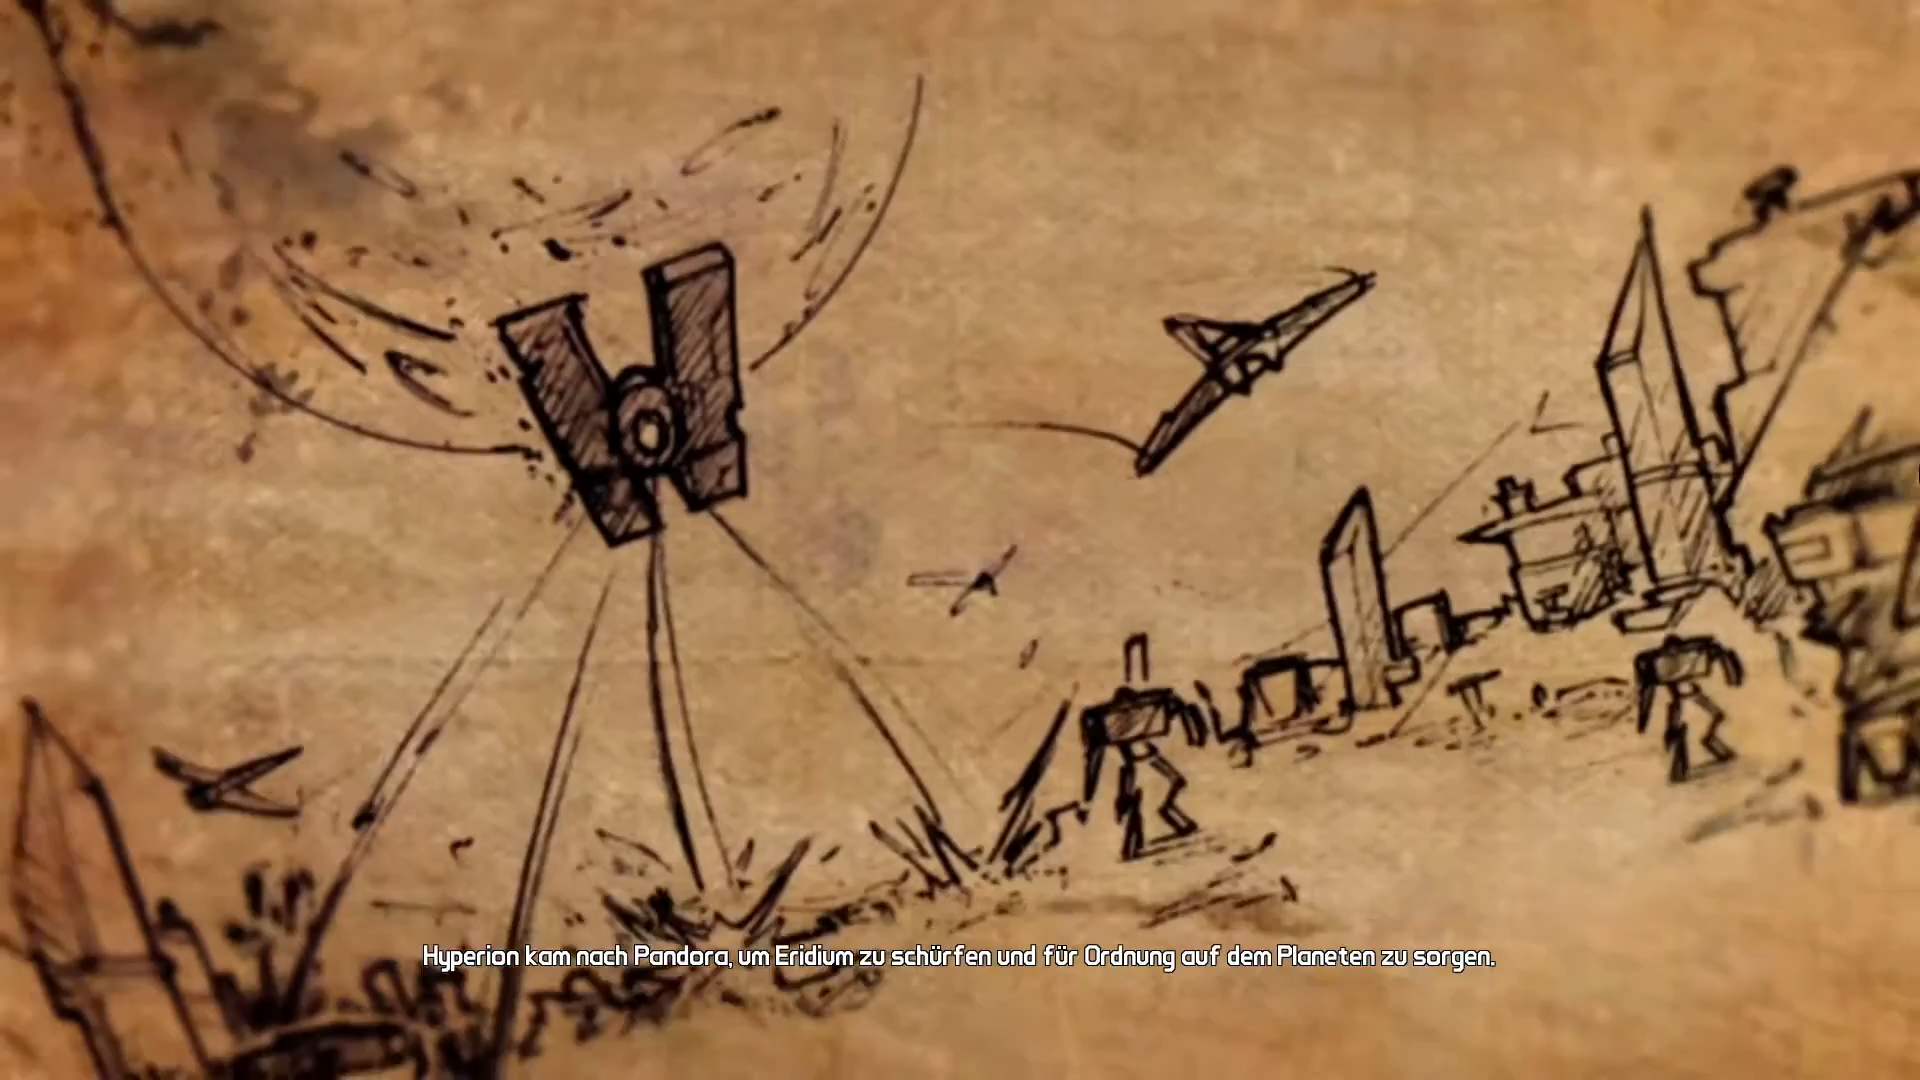 Hyperion kam nach Pandora, um Eridium zu schürfen und für Ordnung auf dem Planeten zu sorgen.